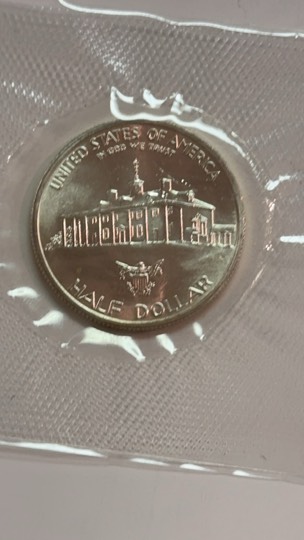 UNITED STATES OF AMERICA
IN GOD WE TRUST
HALF DOLLAR